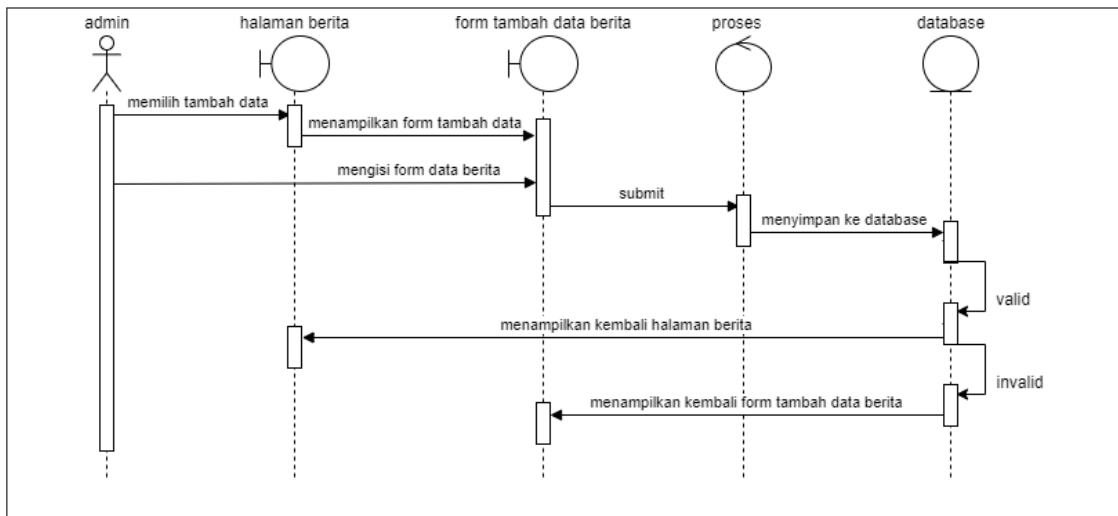 admin
halaman berita
form tambah data berita
proses
database
memilih tambah data
menampilkan form tambah data
mengisi form data berita
submit
menyimpan ke database
valid
menampilkan kembali halaman berita
invalid
menampilkan kembali form tambah data berita